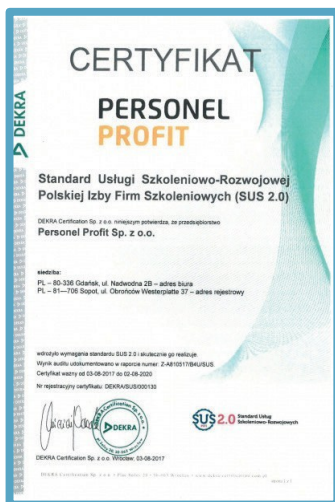 CERTYFIKAT
DEKRA
PERSONEL
PROFIT
Standard Usługi Szkoleniowo-Rozwojowej
Polskiej Izby Firm Szkoleniowych (SUS 2.0)
DEKRA Certification Sp. z o.o. niniejszym potwierdza, że przedsiębiorstwo
Personel Profit Sp. z o.o.
siedziba:
PL – 80-336 Gdańsk, ul. Nadwodna 2B – adres biura
PL – 81—706 Sopot, ul. Obrońców Westerplatte 37 – adres rejestrowy
wdrożyło wymagania standardu SUS 2.0 i skutecznie go realizuje.
Wynik audytu udokumentowano w raporcie numer: Z-A810517/B4U/SUS
Certyfikat ważny od 03-08-2017 do 02-08-2020
Nr rejestracyjny certyfikatu: DEKRA/SUS/000130
DEKRA
SUS 2.0 Standard Usług
Szkoleniowo-Rozwojowych
DEKRA Certification Sp. z o.o. Wrocław, 03-08-2017